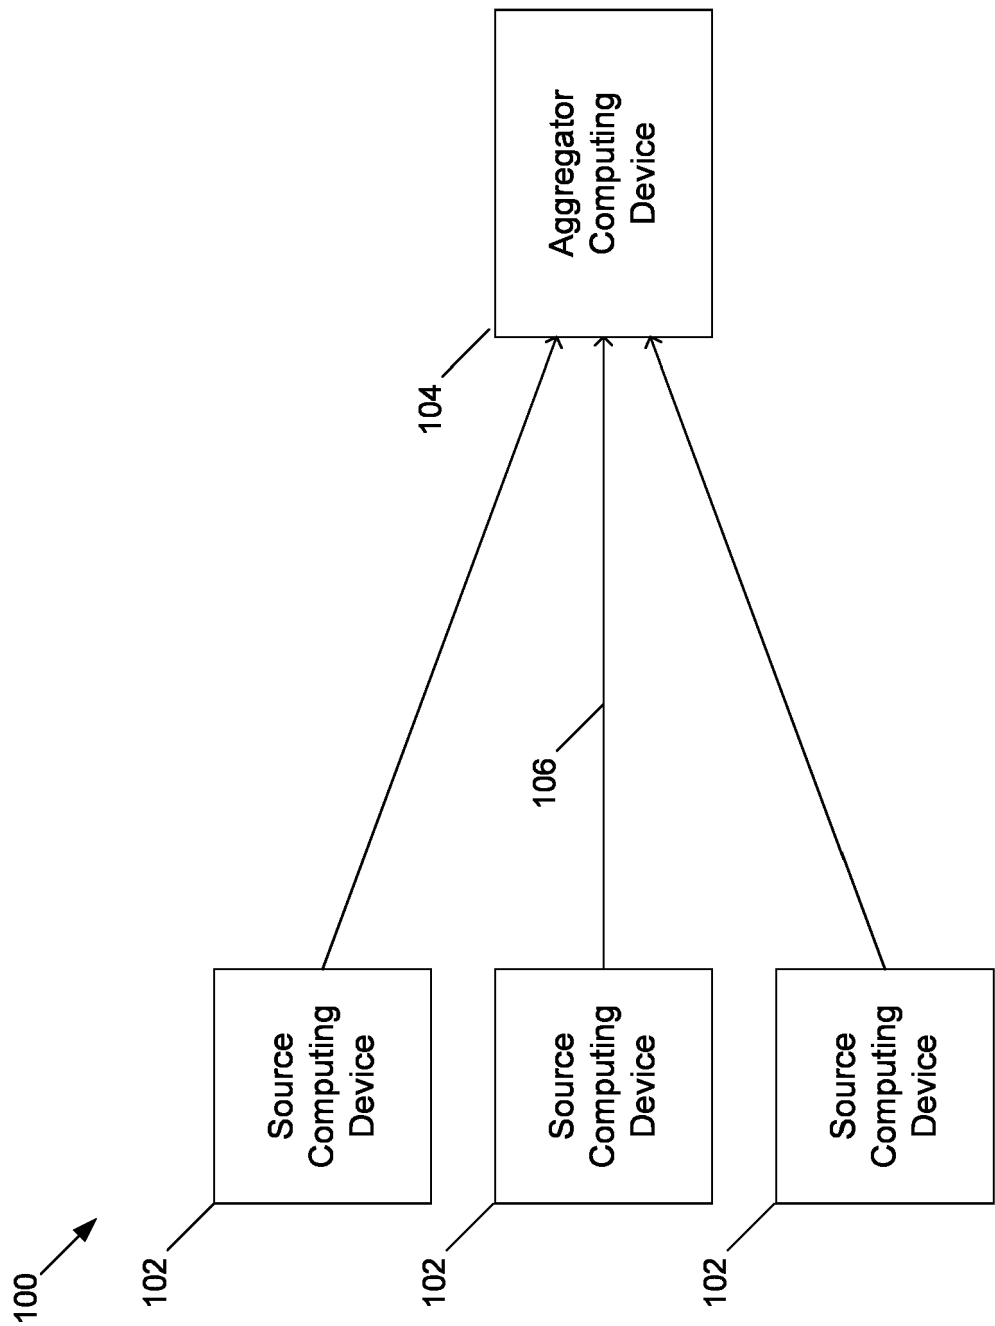 100
102
Source
Computing
Device
102
Source
Computing
Device
102
Source
Computing
Device
106
104
Aggregator
Computing
Device